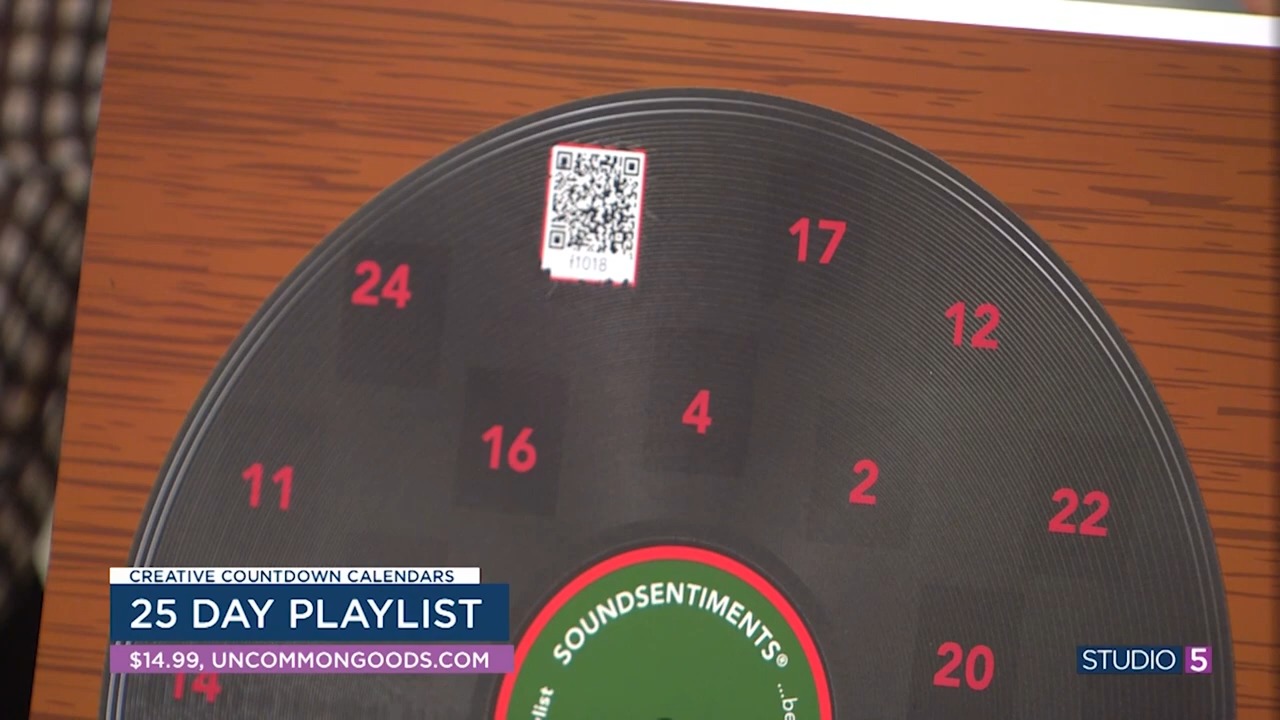 f1018
17
24
12
4
16
2
11
22
SOUNDSENTIMENTS®
CREATIVE COUNTDOWN CALENDARS
25 DAY PLAYLIST
$14.99, UNCOMMONGOODS.COM
20
STUDIO 5
14
...be